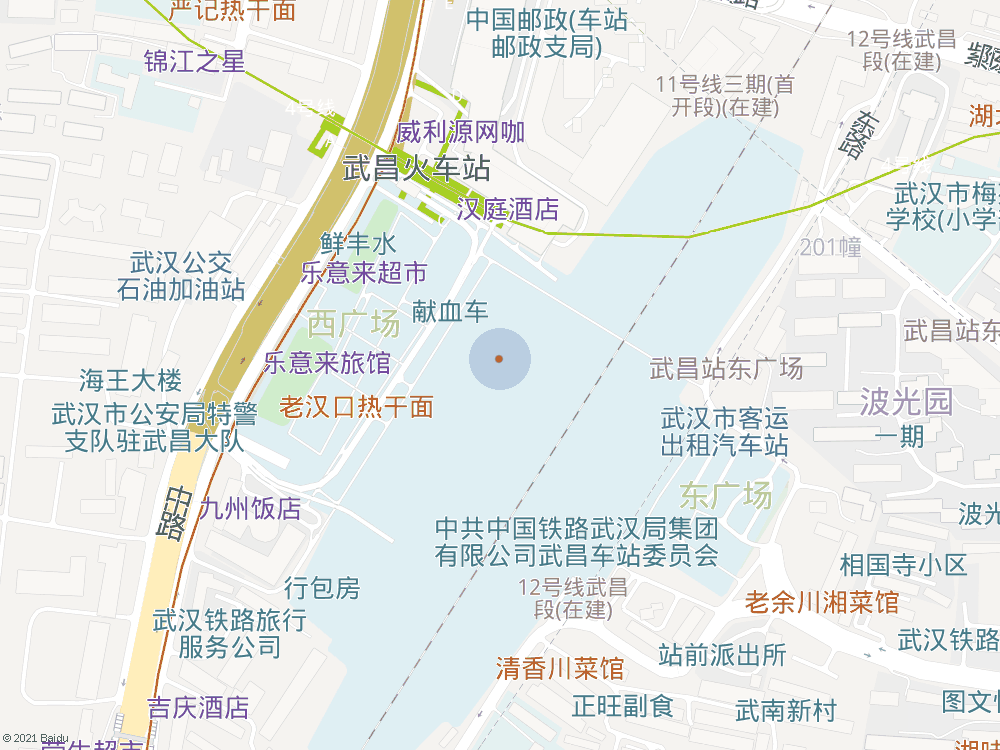 严记热干面
中国邮政(车站
邮政支局)
12号线武昌
段(在建)
锦江之星
11号线三期(首
开段)(在建)
湖北
4号线
威利源网咖
东路
武昌火车站
汉庭酒店
武汉市梅
学校(小学
鲜丰水
201幢
武汉公交
石油加油站
乐意来超市
献血车
西广场
武昌站东
乐意来旅馆
武昌站东广场
海王大楼
老汉口热干面
波光园
武汉市公安局特警
支队驻武昌大队
武汉市客运
出租汽车站
一期
东广场
中路
九州饭店
波光
中共中国铁路武汉局集团
有限公司武昌车站委员会
相国寺小区
行包房
12号线武昌
段(在建)
老余川湘菜馆
武汉铁路旅行
服务公司
武汉铁路
站前派出所
清香川菜馆
图文
吉庆酒店
正旺副食
武南新村
湘味
© 2021 Baidu